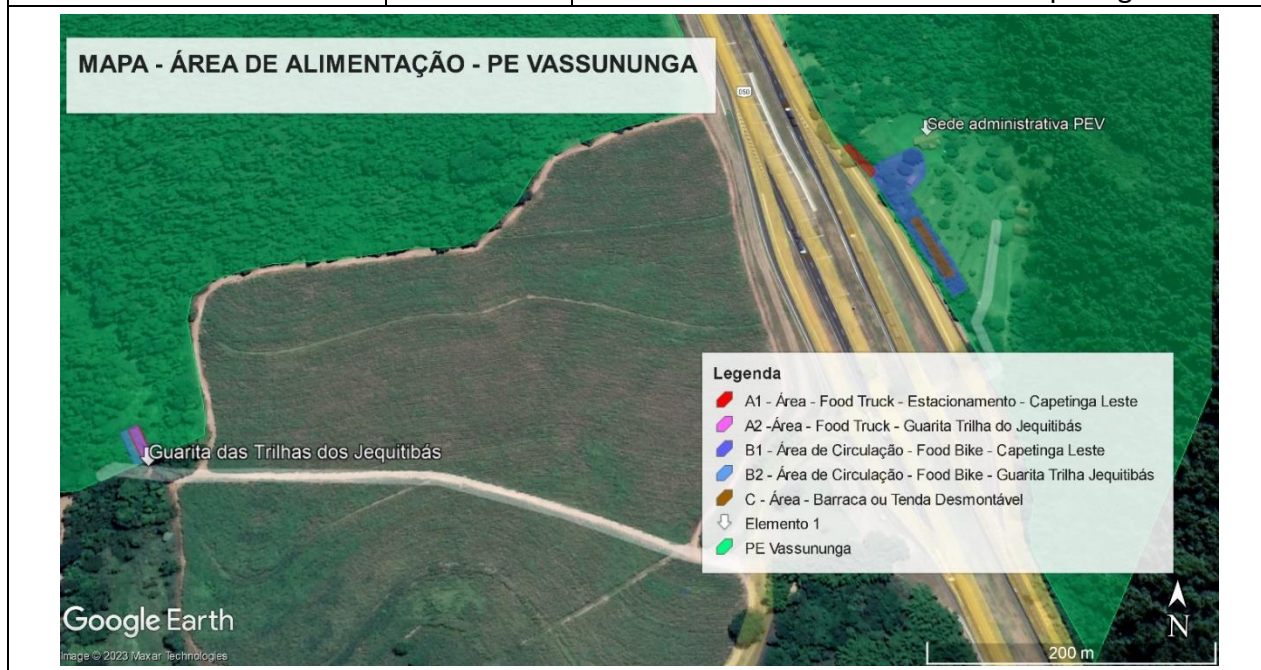 MAPA - ÁREA DE ALIMENTAÇÃO - PE VASSUNUNGA
050
Sede administrativa PEV
Guarita das Trilhas dos Jequitibás
Legenda
A1 - Área - Food Truck - Estacionamento - Capetinga Leste
A2 -Área - Food Truck - Guarita Trilha do Jequitibás
B1 - Área de Circulação - Food Bike - Capetinga Leste
B2 - Área de Circulação - Food Bike - Guarita Trilha Jequitibás
C - Área - Barraca ou Tenda Desmontável
Elemento 1
PE Vassununga
Google Earth
Image © 2023 Maxar Technologies
N
200 m